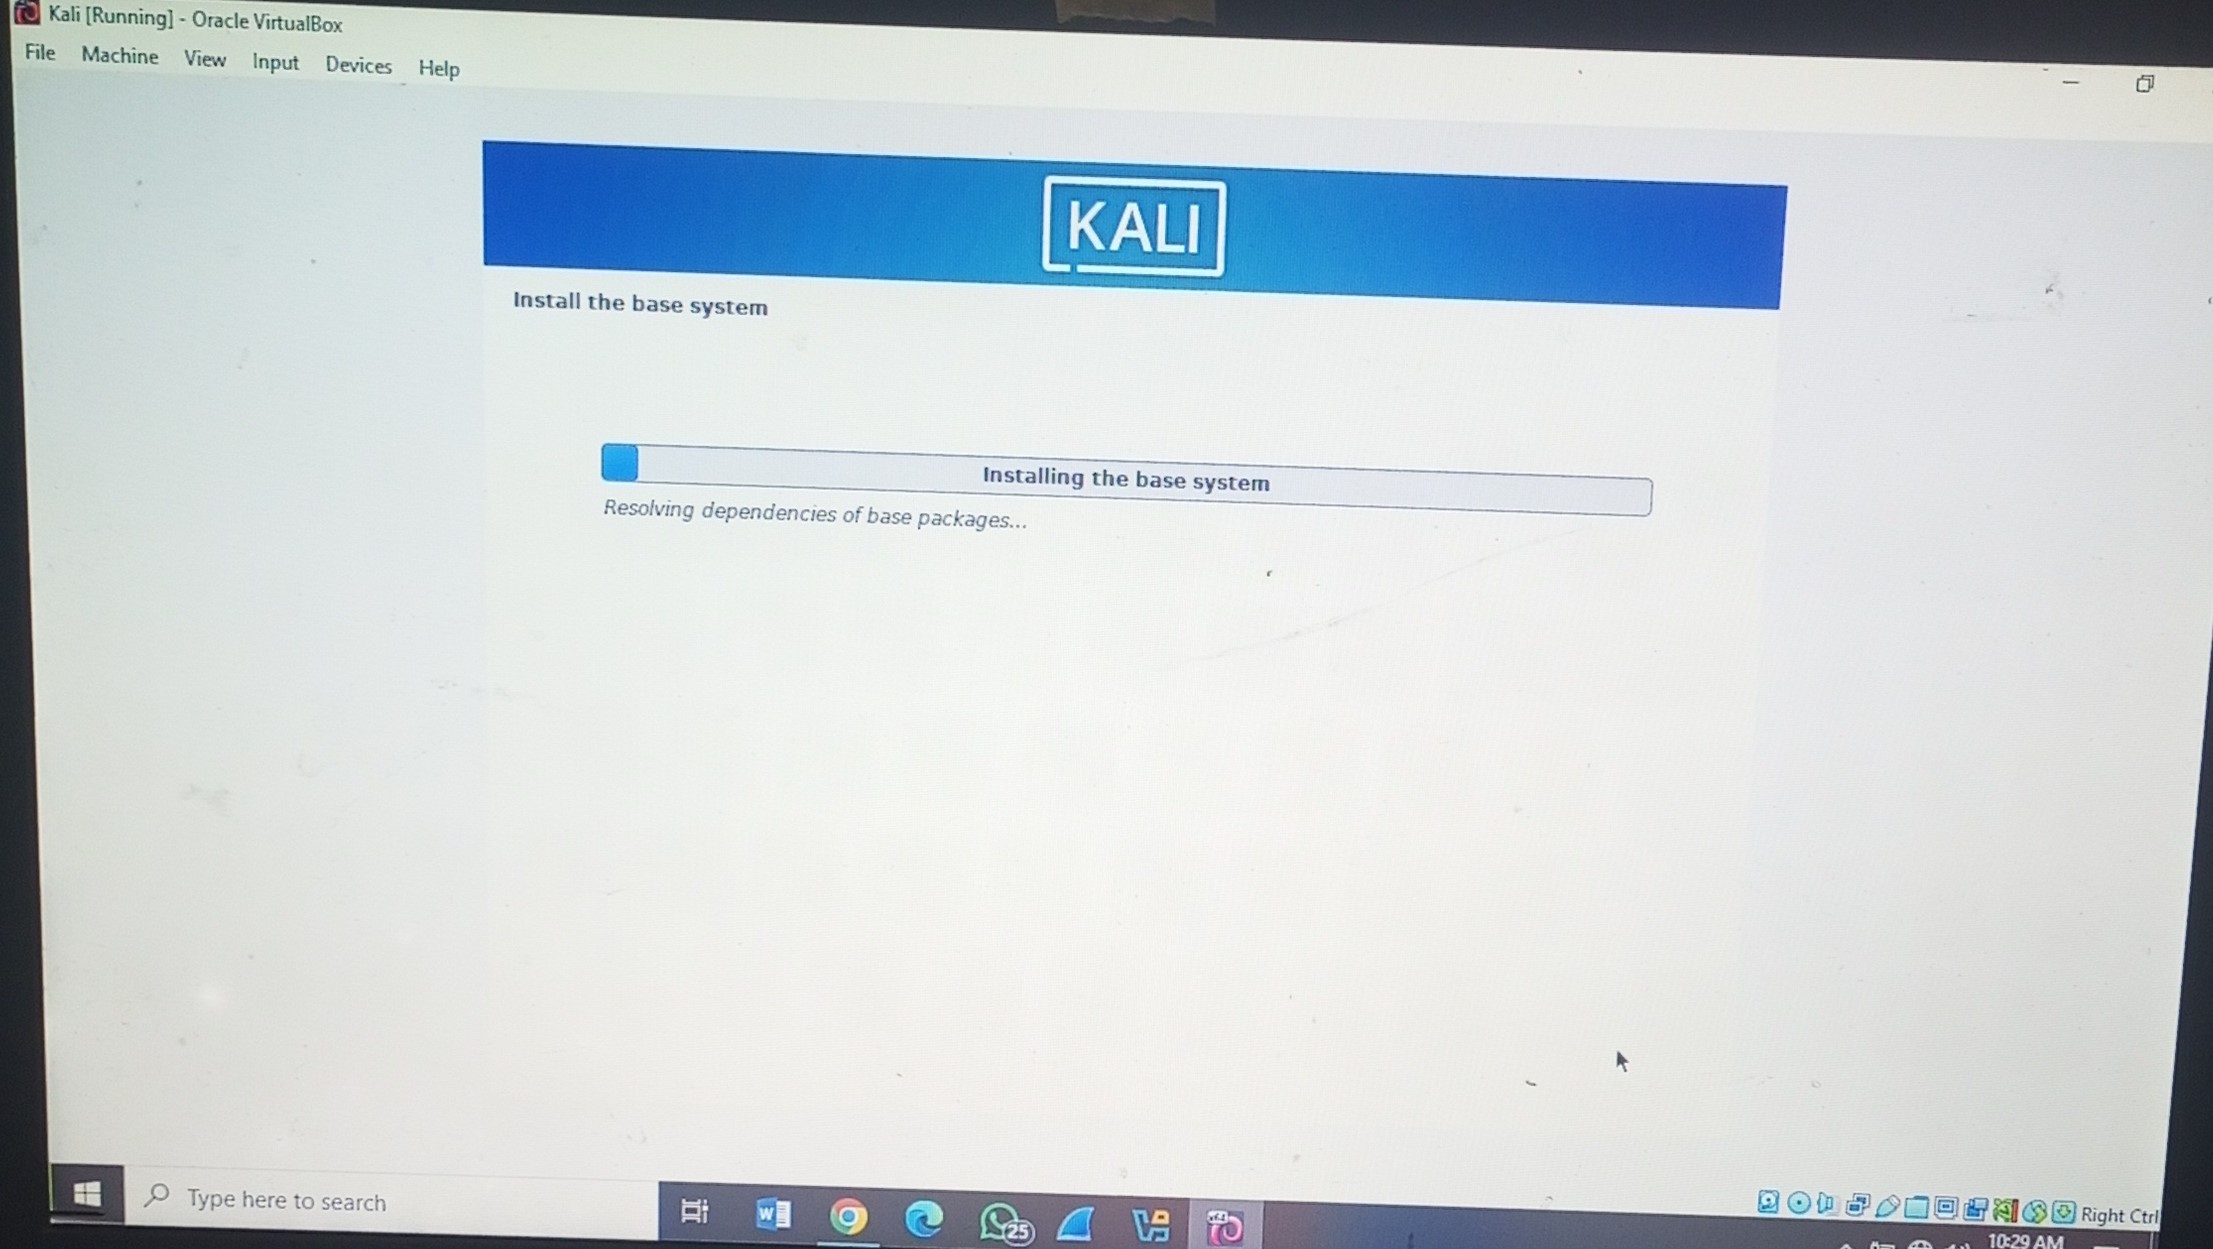 Kali [Running] - Oracle VirtualBox
File Machine View Input Devices Help
KALI
Install the base system
Installing the base system
Resolving dependencies of base packages...
Type here to search
25
Right Ctrl
10:29 AM